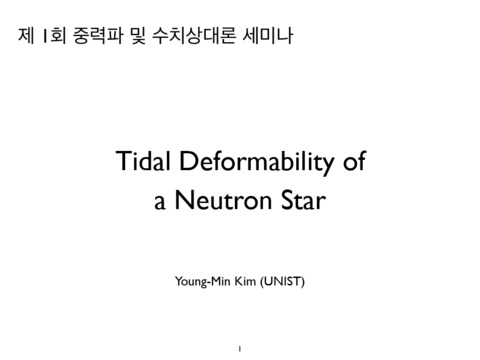 제 1회 중력파 및 수치상대론 세미나
Tidal Deformability of
a Neutron Star
Young-Min Kim (UNIST)
1